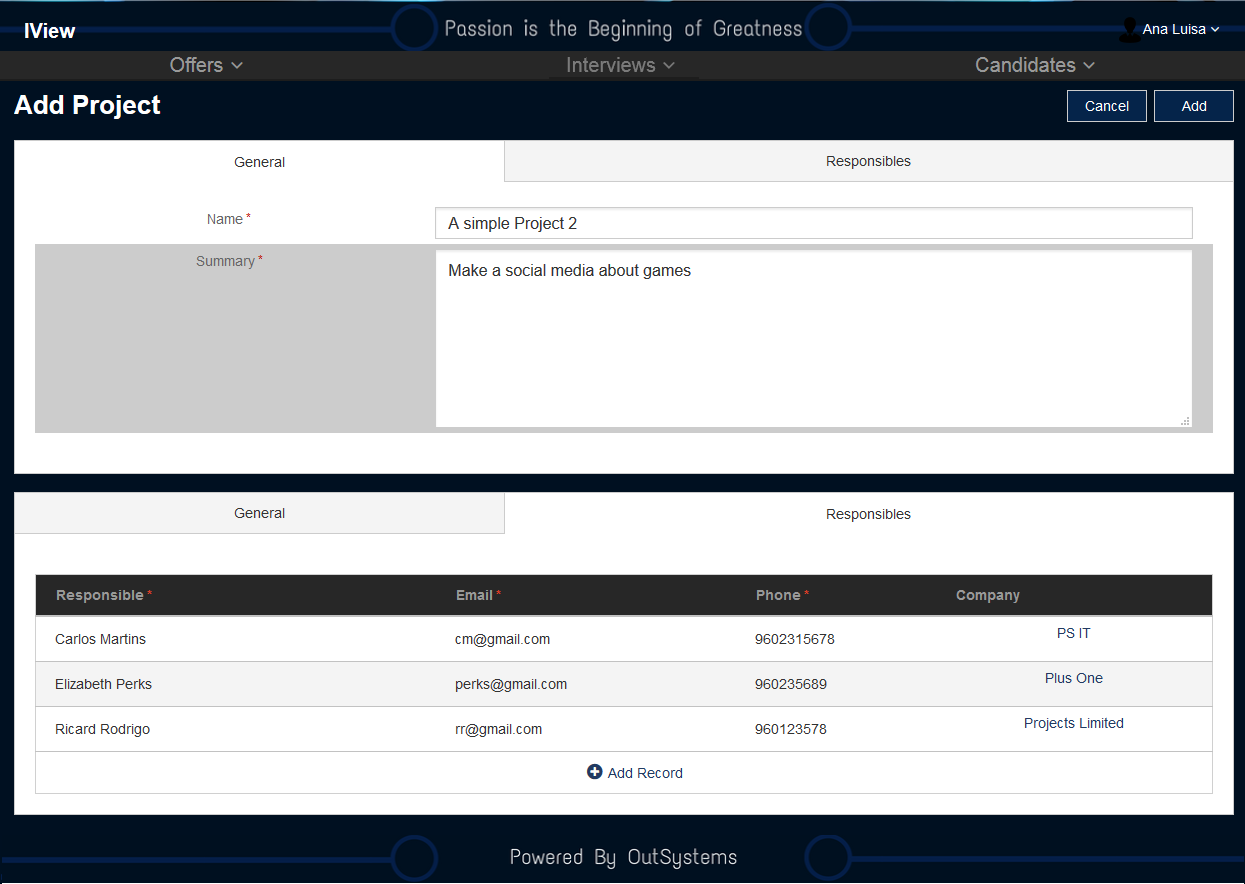 IView
Passion is the Beginning of Greatness
Ana Luisa
Offers Interviews Candidates
Add Project
Cancel Add
General Responsibles
Name *
A simple Project 2
Summary *
Make a social media about games
General Responsibles
Responsible * Email * Phone * Company
Carlos Martins cm@gmail.com 9602315678 PS IT
Elizabeth Perks perks@gmail.com 960235689 Plus One
Ricard Rodrigo rr@gmail.com 960123578 Projects Limited
Add Record
Powered By OutSystems